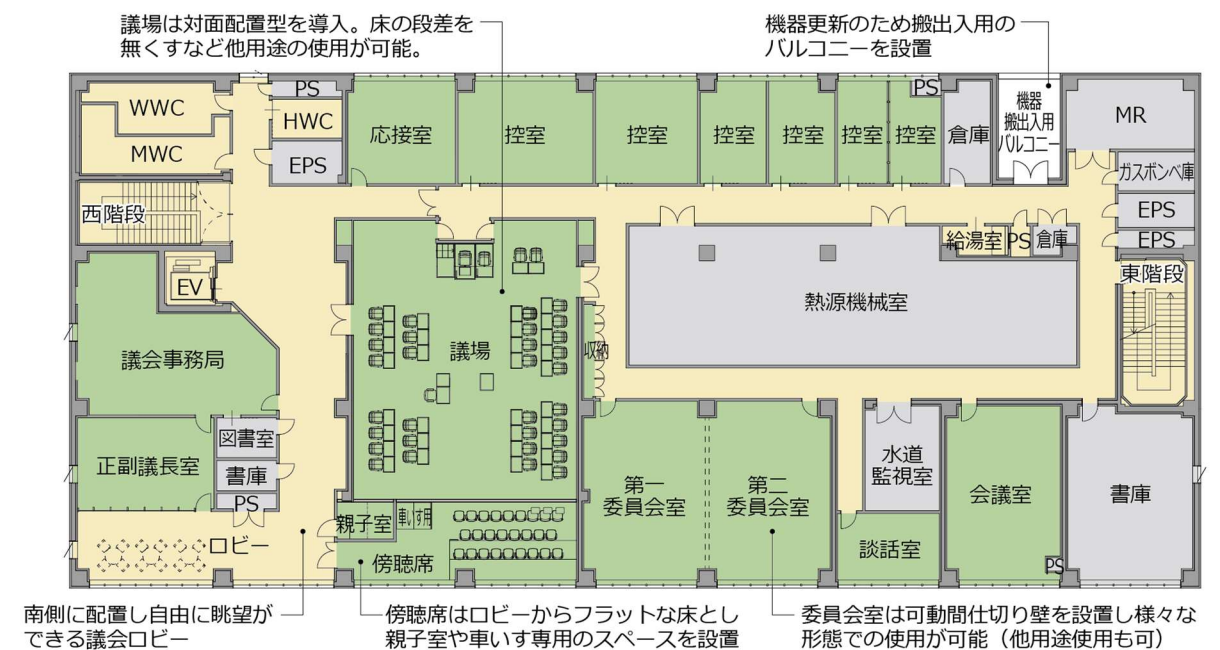 議場は対面配置型を導入。床の段差を
無くすなど他用途の使用が可能。
機器更新のため搬出入用の
バルコニーを設置
WWC
MWC
PS
HWC
EPS
応接室
控室
控室
控室
控室
控室
控室
PS
倉庫
機器
搬出入用
バルコニー
MR
ガスボンベ庫
EPS
EPS
西階段
給湯室
PS
倉庫
東階段
EV
熱源機械室
議会事務局
議場
収納
図書室
正副議長室
書庫
PS
水道
監視室
第一
委員会室
第二
委員会室
会議室
書庫
親子室
車いす用
ロビー
傍聴席
談話室
PS
南側に配置し自由に眺望が
できる議会ロビー
傍聴席はロビーからフラットな床とし
親子室や車いす専用のスペースを設置
委員会室は可動間仕切り壁を設置し様々な
形態での使用が可能（他用途使用も可）